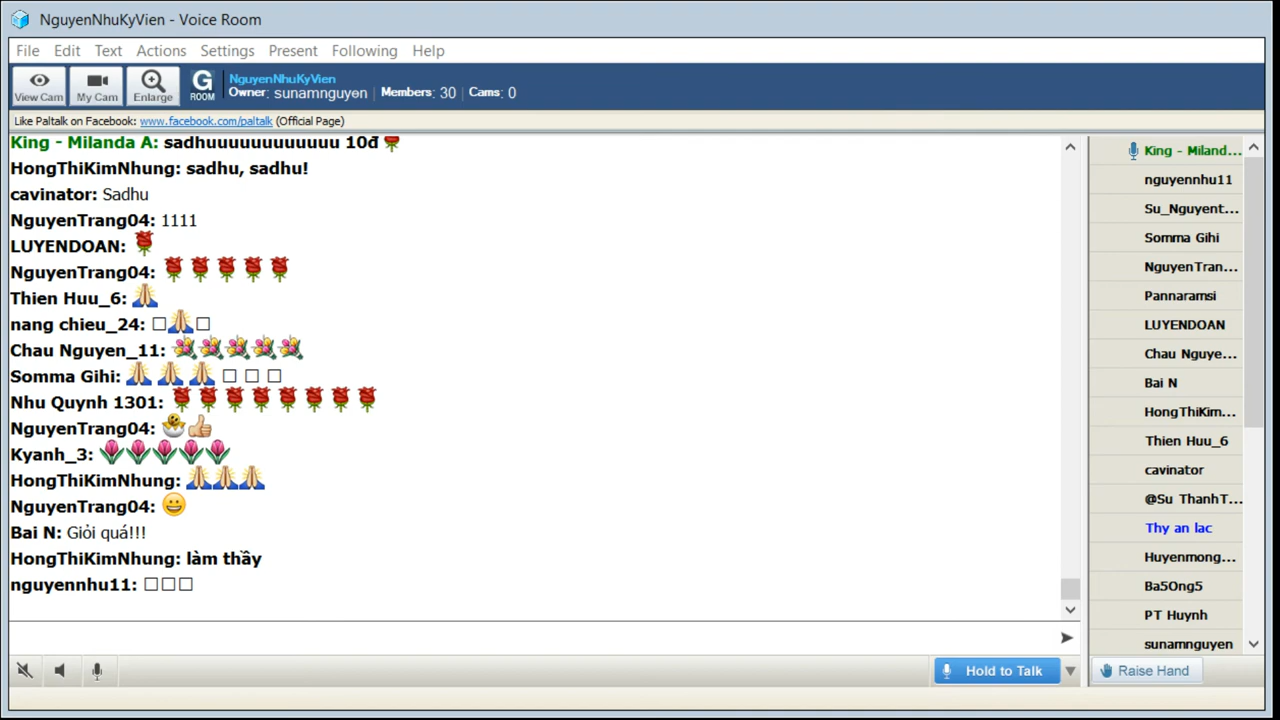 NguyenNhuKyVien - Voice Room
File Edit Text Actions Settings Present Following Help
View Cam My Cam Enlarge G ROOM
NguyenNhuKyVien
Owner: sunamnguyen | Members: 30 | Cams: 0
Like Paltalk on Facebook: www.facebook.com/paltalk (Official Page)
King - Milanda A: sadhuuuuuuuuuuuuu 10đ
HongThiKimNhung: sadhu, sadhu!
cavinator: Sadhu
NguyenTrang04: 1111
LUYENDOAN:
NguyenTrang04:
Thien Huu_6:
nang chieu_24:
Chau Nguyen_11:
Somma Gihi:
Nhu Quynh 1301:
NguyenTrang04:
Kyanh_3:
HongThiKimNhung:
NguyenTrang04:
Bai N: Giỏi quá!!!
HongThiKimNhung: làm thầy
nguyennhu11:
King - Miland...
nguyennhu11
Su_Nguyent...
Somma Gihi
NguyenTran...
Pannaramsi
LUYENDOAN
Chau Nguye...
Bai N
HongThiKim...
Thien Huu_6
cavinator
@Su ThanhT...
Thy an lac
Huyenmong...
Ba5Ong5
PT Huynh
sunamnguyen
Hold to Talk
Raise Hand